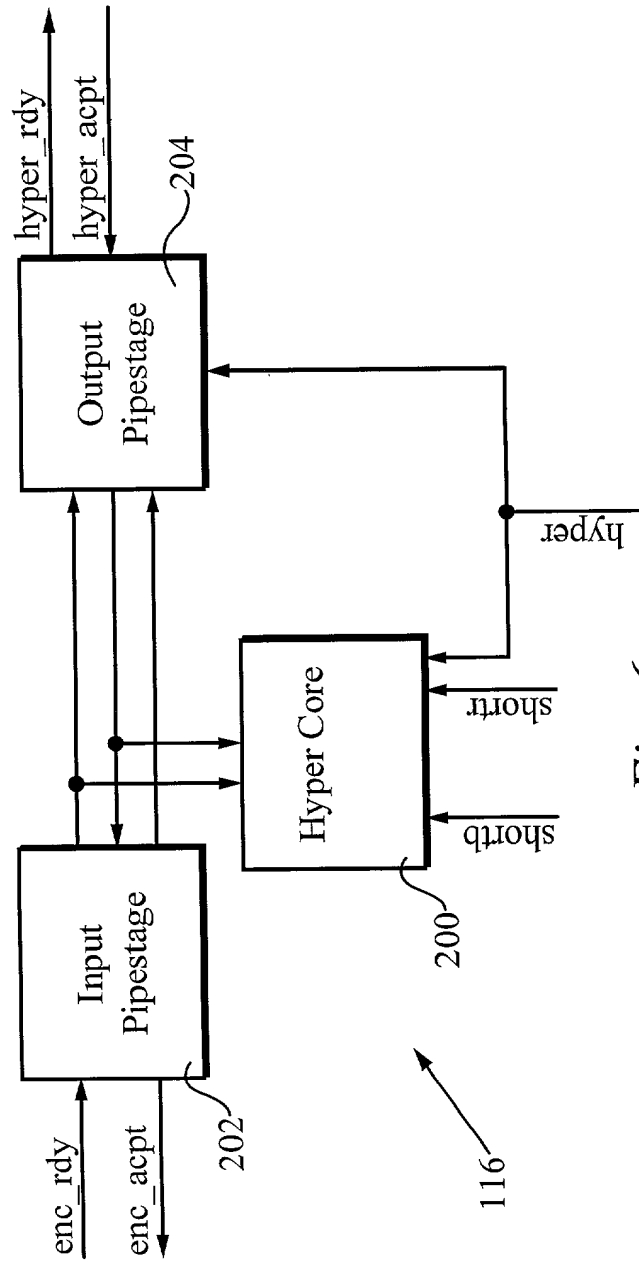 enc_rdy
enc_acpt
Input
Pipestage
202
Output
Pipestage
204
hyper_rdy
hyper_acpt
Hyper Core
200
shortb
shortr
hyper
116